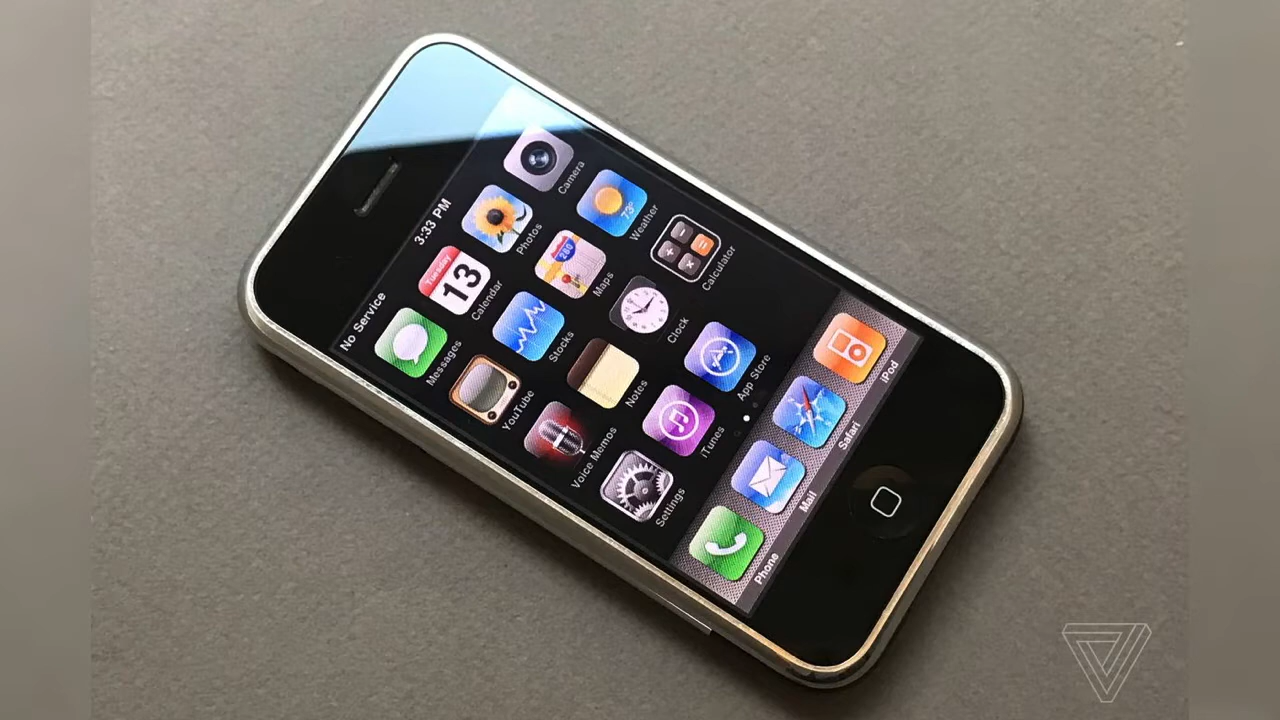 No Service 3:33 PM
Messages
Tuesday
13
Calendar
Photos
Camera
YouTube
Stocks
280
Maps
73°
Weather
Voice Memos
Notes
Clock
+ − × =
Calculator
Settings
iTunes
App Store
Phone
Mail
Safari
iPod